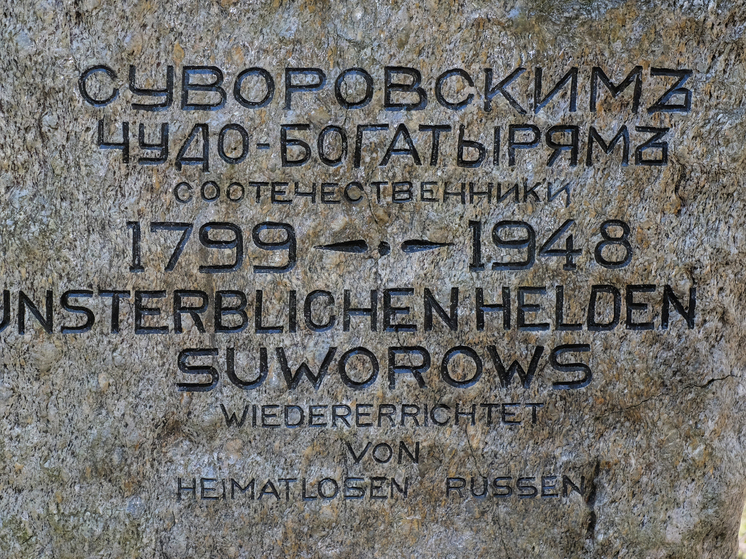 СУВОРОВСКИМЪ
ЧУДО-БОГАТЫРЯМЪ
СООТЕЧЕСТВЕННИКИ
1799 - 1948
UNSTERBLICHEN HELDEN
SUWOROWS
WIEDERERRICHTET
VON
HEIMATLOSEN RUSSEN